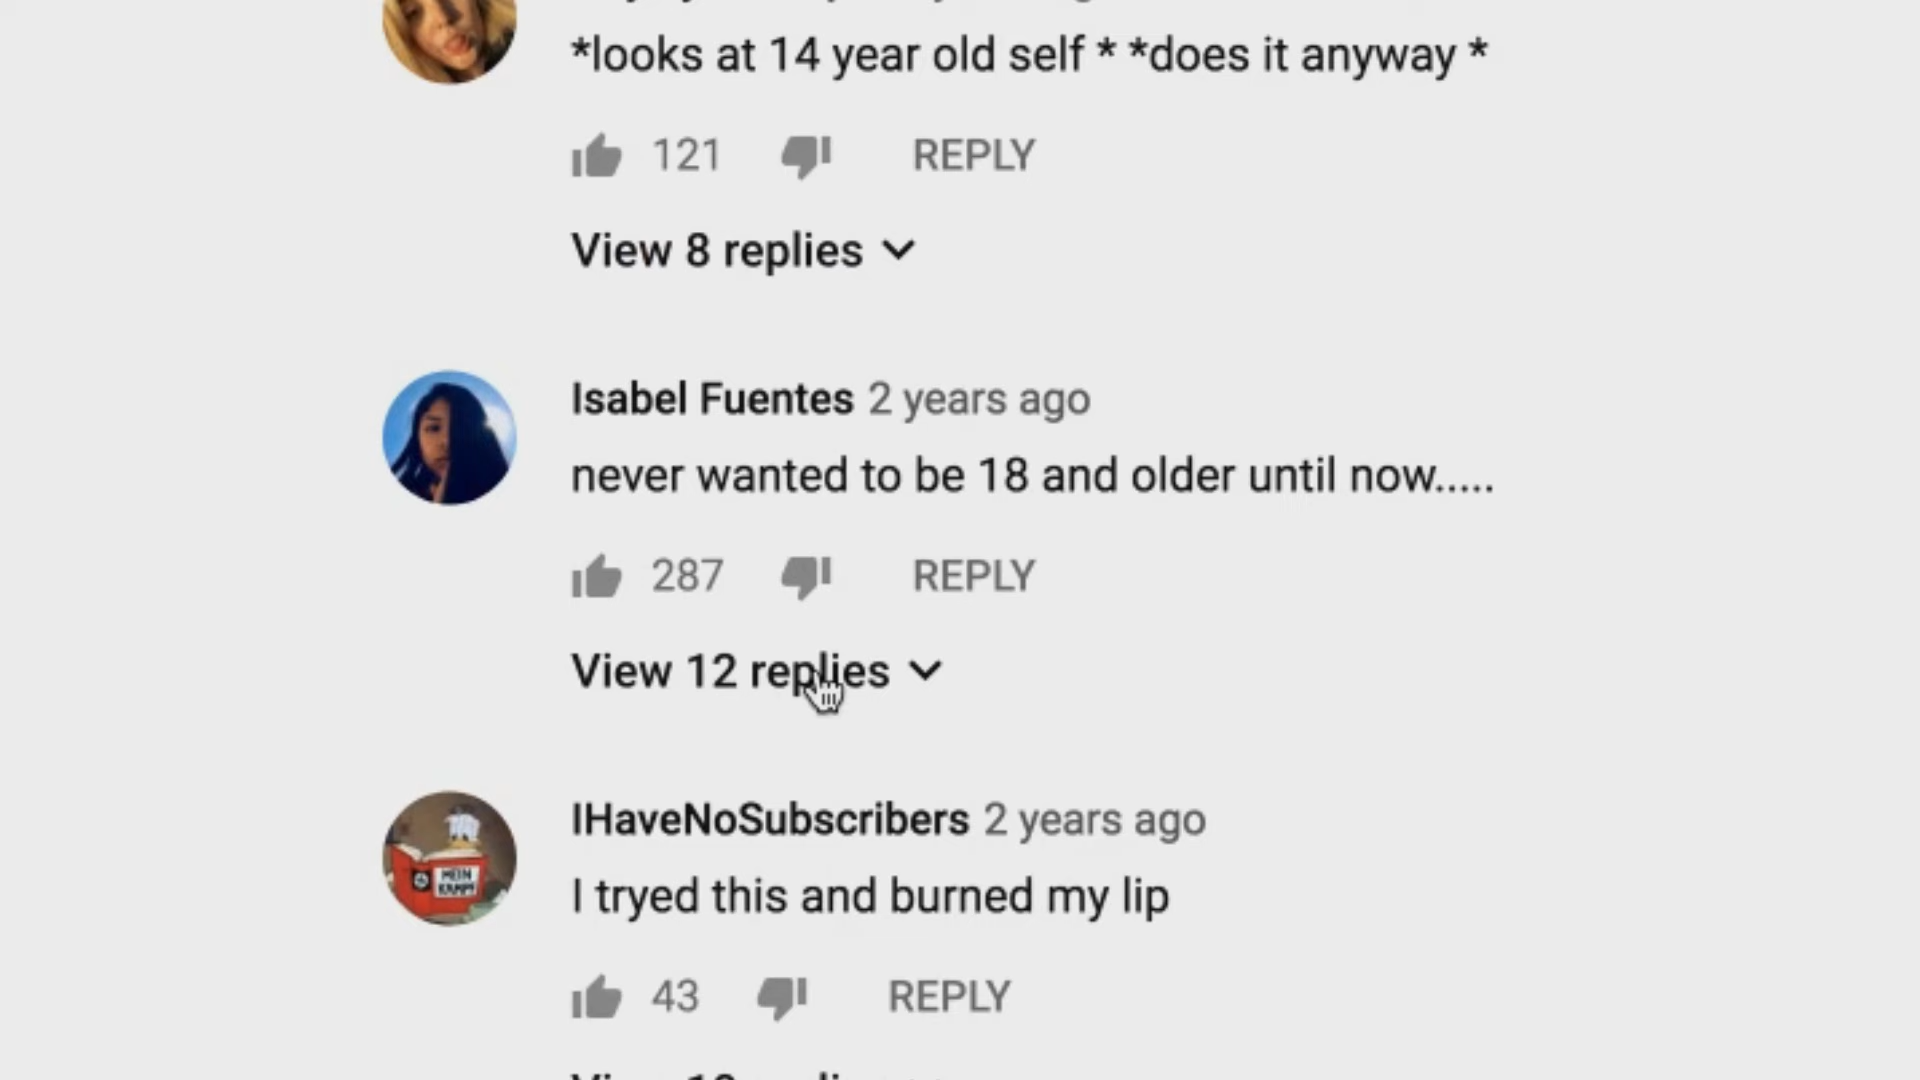 *looks at 14 year old self * *does it anyway *
121 REPLY
View 8 replies
Isabel Fuentes 2 years ago
never wanted to be 18 and older until now.....
287 REPLY
View 12 replies
IHaveNoSubscribers 2 years ago
MEIN
KAMPF
I tryed this and burned my lip
43 REPLY